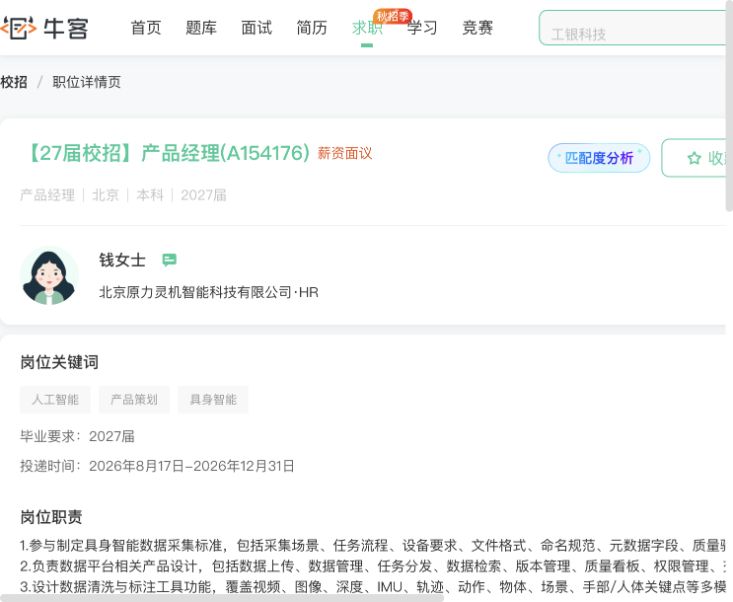 牛客
首页 题库 面试 简历 求职 学习 竞赛
秋招季
工银科技
校招 / 职位详情页
【27届校招】产品经理(A154176) 薪资面议
匹配度分析
产品经理 | 北京 | 本科 | 2027届
钱女士
北京原力灵机智能科技有限公司·HR
岗位关键词
人工智能 产品策划 具身智能
毕业要求：2027届
投递时间：2026年8月17日-2026年12月31日
岗位职责
1.参与制定具身智能数据采集标准，包括采集场景、任务流程、设备要求、文件格式、命名规范、元数据字段、质量
2.负责数据平台相关产品设计，包括数据上传、数据管理、任务分发、数据检索、版本管理、质量看板、权限管理、
3.设计数据清洗与标注工具功能，覆盖视频、图像、深度、IMU、轨迹、动作、物体、场景、手部/人体关键点等多模